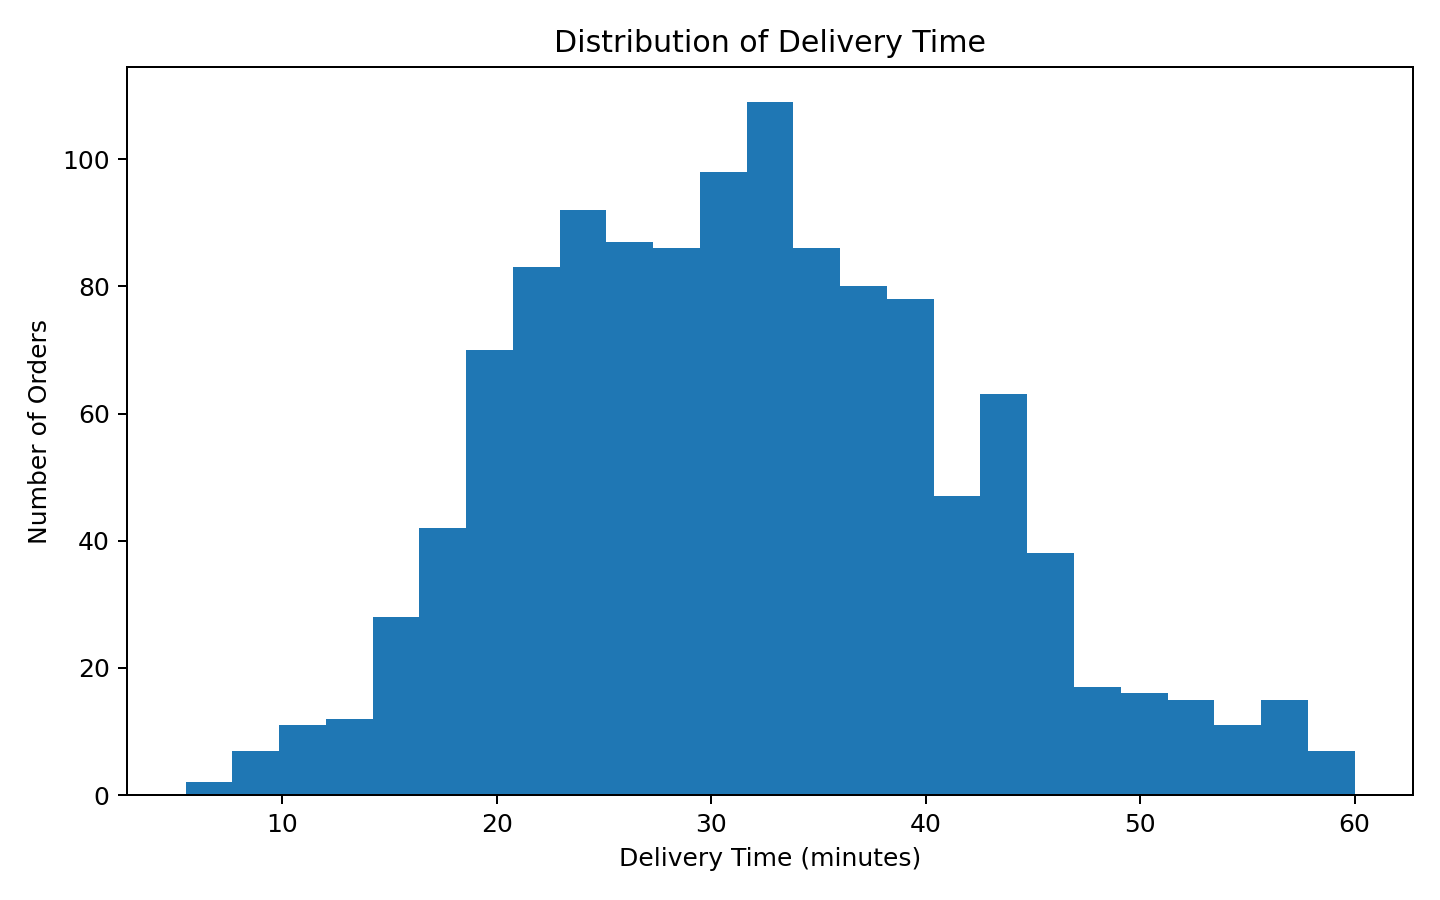 Distribution of Delivery Time
Number of Orders
100
80
60
40
20
0
10 20 30 40 50 60
Delivery Time (minutes)